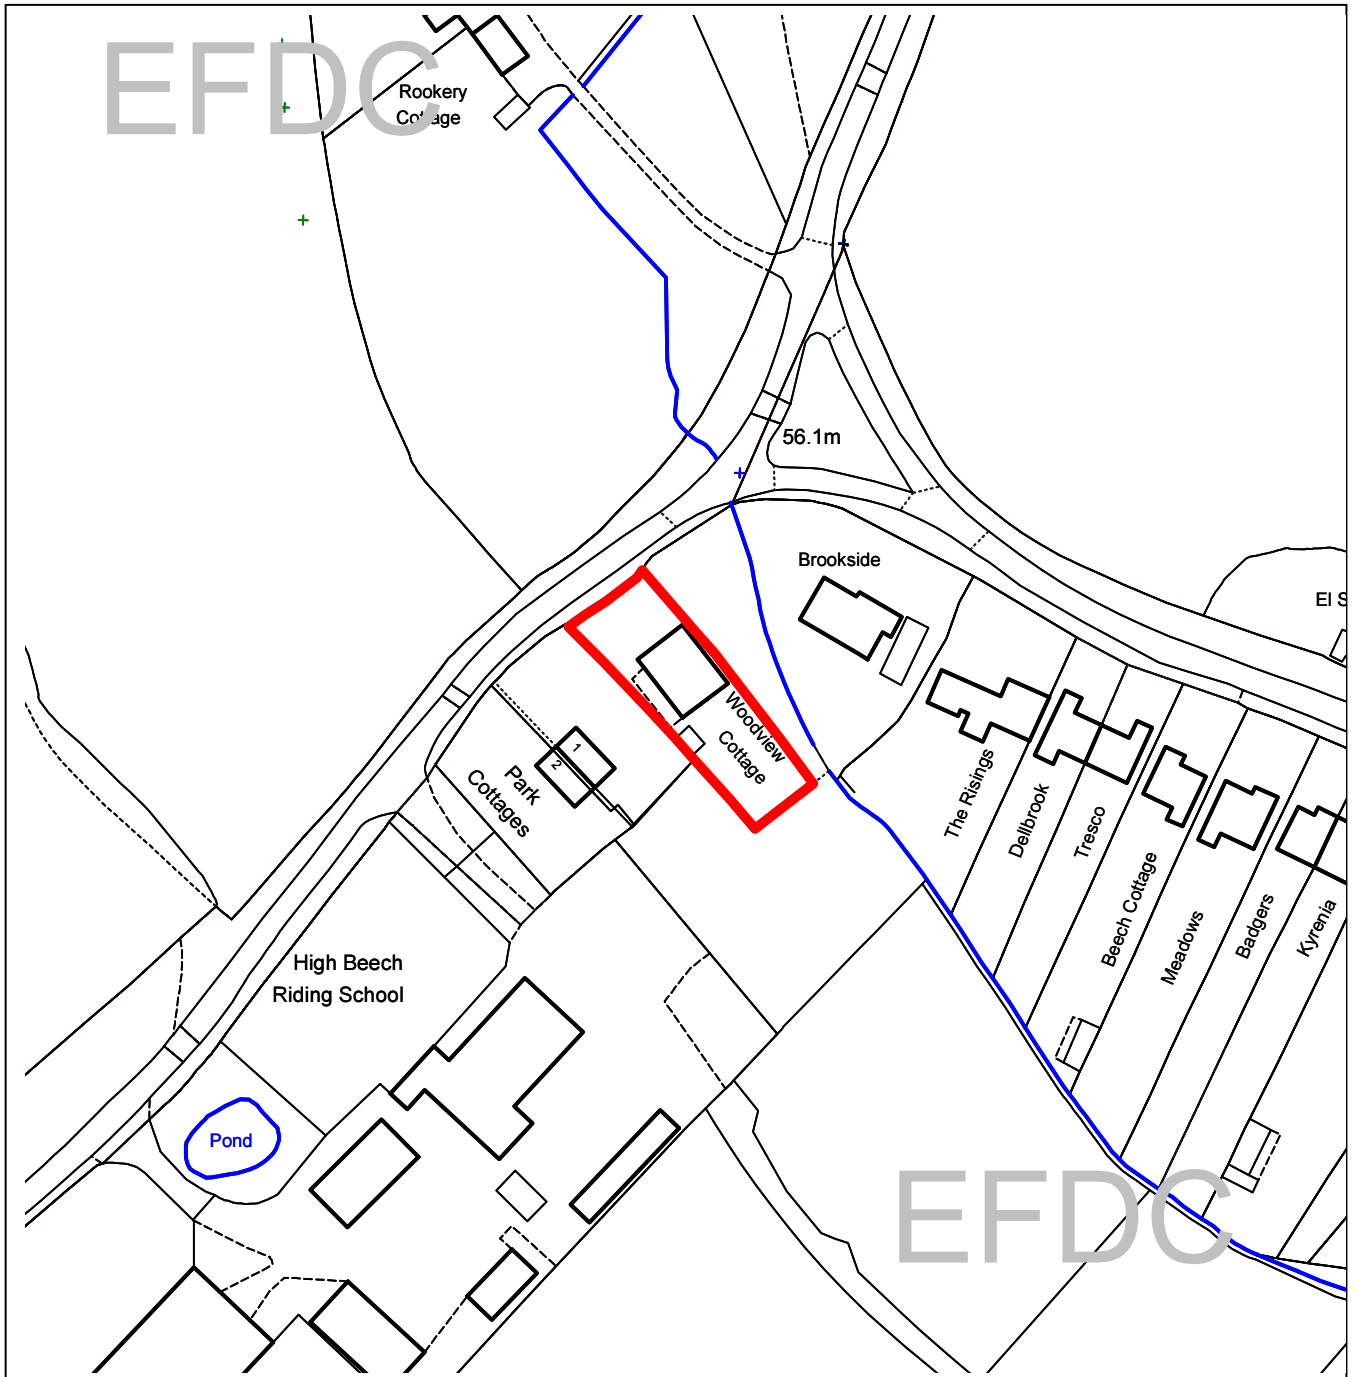 EFDC
Rookery
Cottage
56.1m
Brookside
El S
Woodview
Cottage
1
2
Park
Cottages
The Risings
Dellbrook
Tresco
Beech Cottage
Meadows
Badgers
Kyrenia
High Beech
Riding School
Pond
EFDC